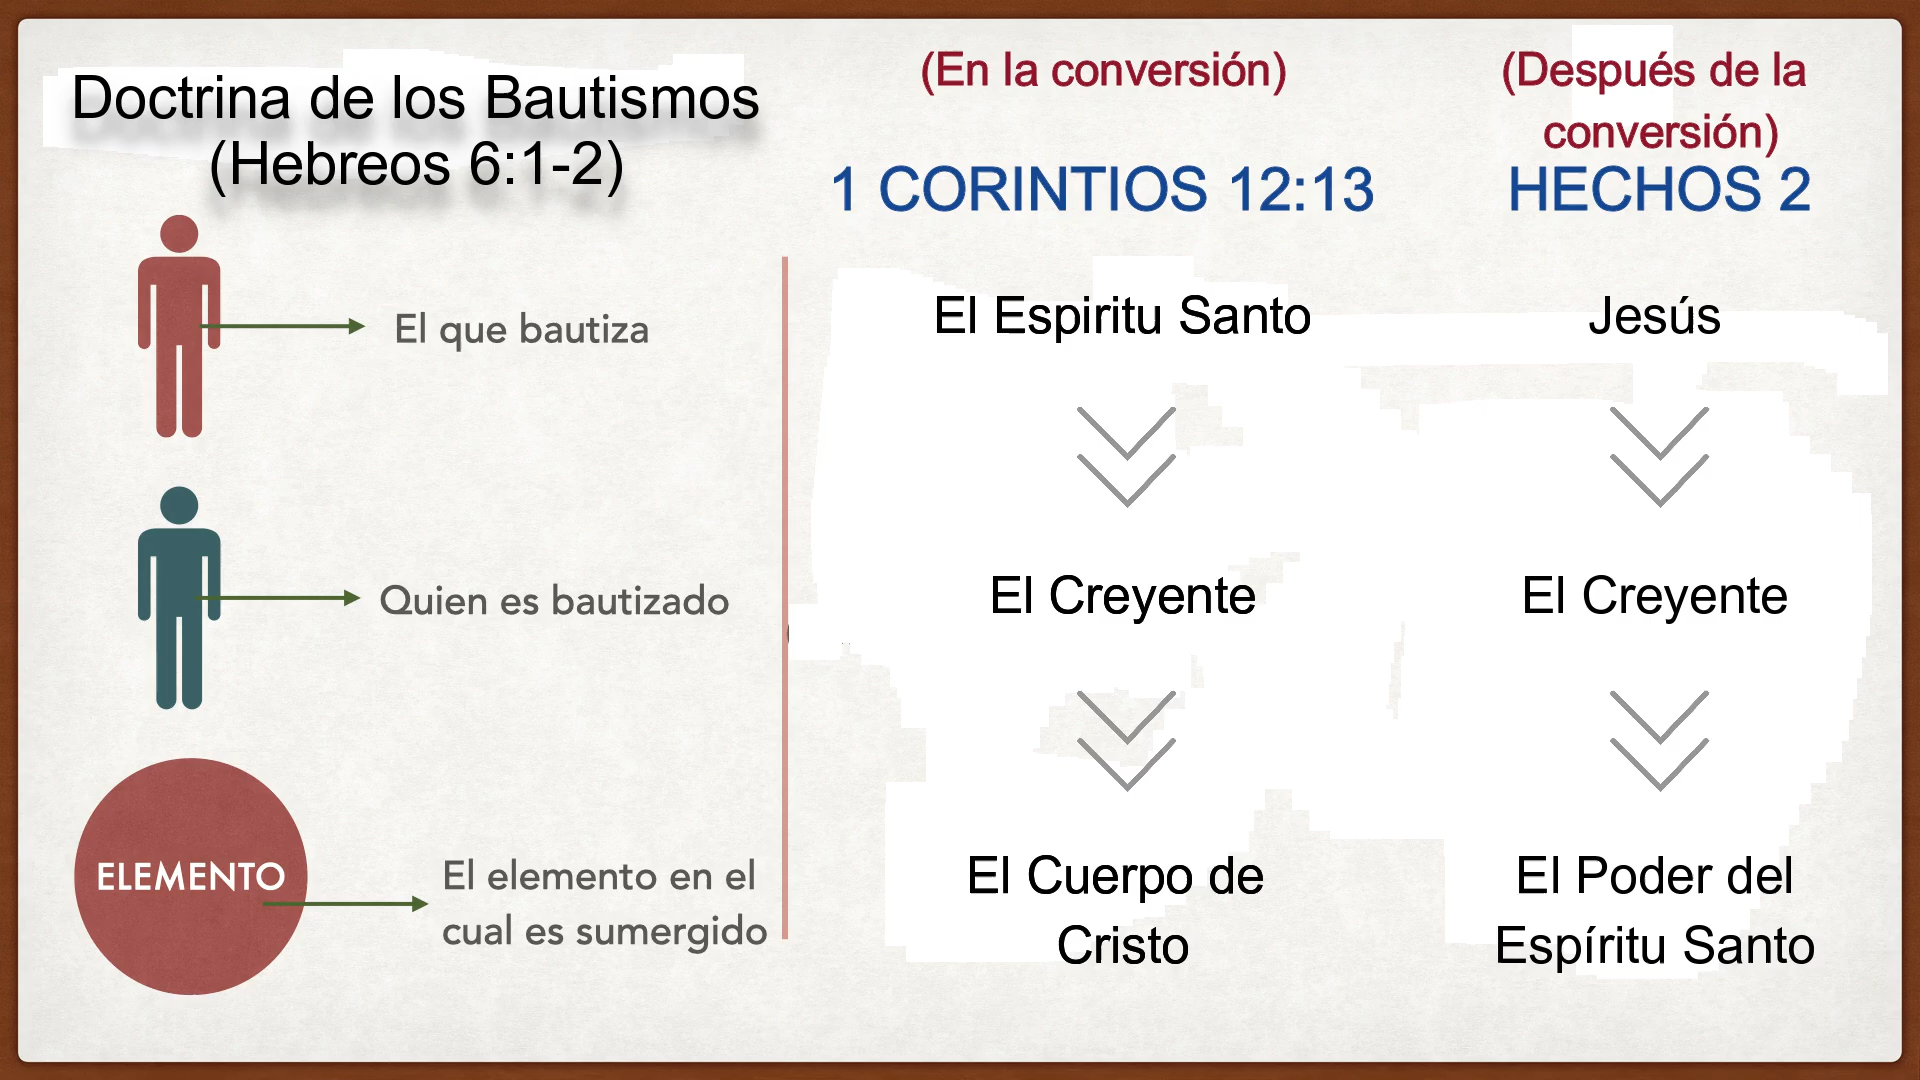 Doctrina de los Bautismos
(Hebreos 6:1-2)
(En la conversión)
1 CORINTIOS 12:13
(Después de la
conversión)
HECHOS 2
El que bautiza
El Espiritu Santo
Jesús
Quien es bautizado
El Creyente
El Creyente
ELEMENTO
El elemento en el
cual es sumergido
El Cuerpo de
Cristo
El Poder del
Espíritu Santo